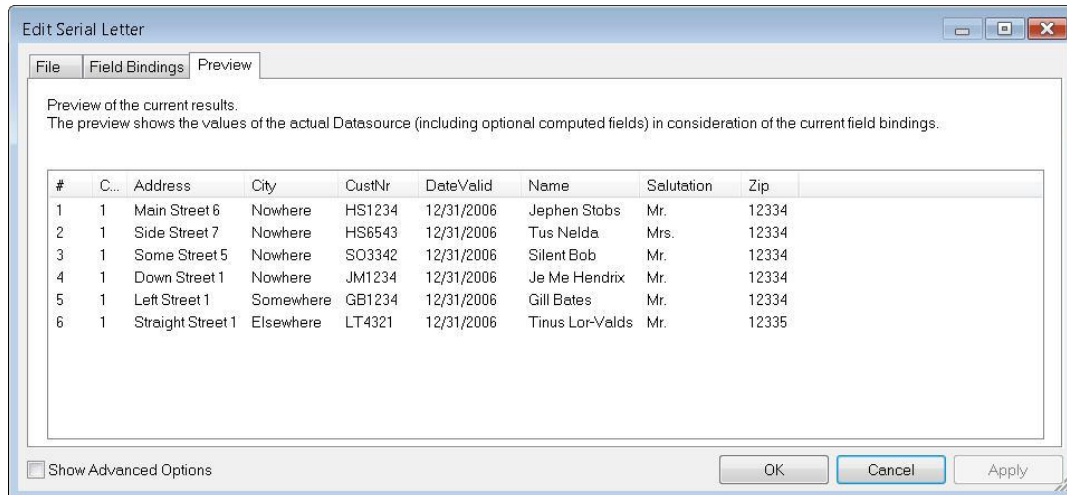 Edit Serial Letter
File Field Bindings Preview
Preview of the current results.
The preview shows the values of the actual Datasource (including optional computed fields) in consideration of the current field bindings.
# C... Address City CustNr DateValid Name Salutation Zip
1 1 Main Street 6 Nowhere HS1234 12/31/2006 Jephen Stobs Mr. 12334
2 1 Side Street 7 Nowhere HS6543 12/31/2006 Tus Nelda Mrs. 12334
3 1 Some Street 5 Nowhere SO3342 12/31/2006 Silent Bob Mr. 12334
4 1 Down Street 1 Nowhere JM1234 12/31/2006 Je Me Hendrix Mr. 12334
5 1 Left Street 1 Somewhere GB1234 12/31/2006 Gill Bates Mr. 12334
6 1 Straight Street 1 Elsewhere LT4321 12/31/2006 Tinus Lor-Valds Mr. 12335
Show Advanced Options OK Cancel Apply